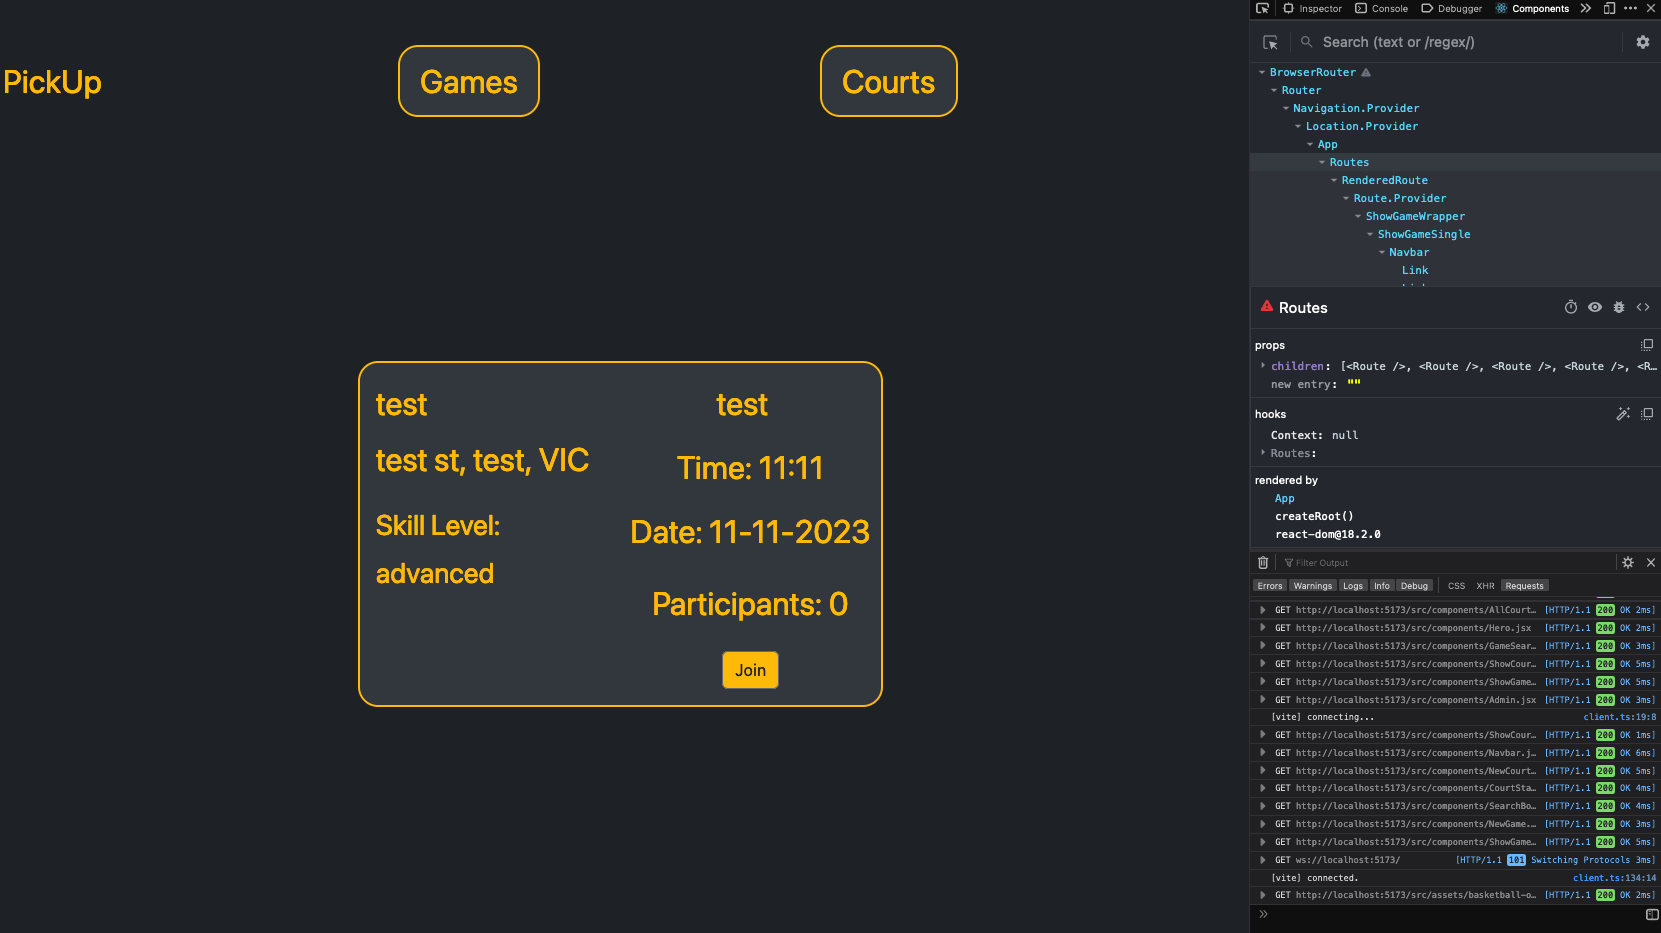 PickUp
Games
Courts
test
test st, test, VIC
Skill Level:
advanced
test
Time: 11:11
Date: 11-11-2023
Participants: 0
Join
Inspector Console Debugger Components
Search (text or /regex/)
BrowserRouter
Router
Navigation.Provider
Location.Provider
App
Routes
RenderedRoute
Route.Provider
ShowGameWrapper
ShowGameSingle
Navbar
Link
Routes
props
children: [<Route />, <Route />, <Route />, <Route />, <R…
new entry: ""
hooks
Context: null
Routes:
rendered by
App
createRoot()
react-dom@18.2.0
Filter Output
Errors Warnings Logs Info Debug CSS XHR Requests
GET http://localhost:5173/src/components/AllCourt… [HTTP/1.1 200 OK 2ms]
GET http://localhost:5173/src/components/Hero.jsx [HTTP/1.1 200 OK 2ms]
GET http://localhost:5173/src/components/GameSear… [HTTP/1.1 200 OK 3ms]
GET http://localhost:5173/src/components/ShowCour… [HTTP/1.1 200 OK 5ms]
GET http://localhost:5173/src/components/ShowGame… [HTTP/1.1 200 OK 5ms]
GET http://localhost:5173/src/components/Admin.jsx [HTTP/1.1 200 OK 3ms]
[vite] connecting... client.ts:19:8
GET http://localhost:5173/src/components/ShowCour… [HTTP/1.1 200 OK 1ms]
GET http://localhost:5173/src/components/Navbar.j… [HTTP/1.1 200 OK 6ms]
GET http://localhost:5173/src/components/NewCourt… [HTTP/1.1 200 OK 5ms]
GET http://localhost:5173/src/components/CourtSta… [HTTP/1.1 200 OK 4ms]
GET http://localhost:5173/src/components/SearchBo… [HTTP/1.1 200 OK 4ms]
GET http://localhost:5173/src/components/NewGame.… [HTTP/1.1 200 OK 3ms]
GET http://localhost:5173/src/components/ShowGame… [HTTP/1.1 200 OK 5ms]
GET ws://localhost:5173/ [HTTP/1.1 101 Switching Protocols 3ms]
[vite] connected. client.ts:134:14
GET http://localhost:5173/src/assets/basketball-o… [HTTP/1.1 200 OK 2ms]